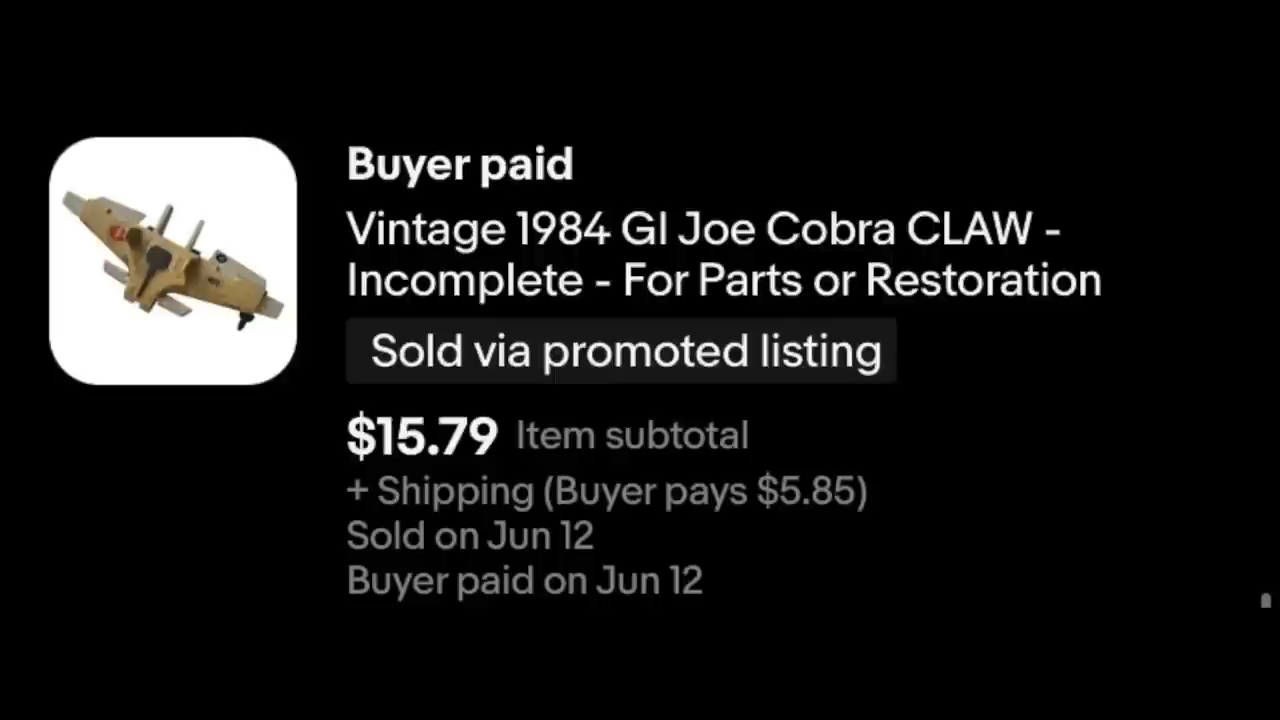 Buyer paid
Vintage 1984 GI Joe Cobra CLAW -
Incomplete - For Parts or Restoration
Sold via promoted listing
$15.79 Item subtotal
+ Shipping (Buyer pays $5.85)
Sold on Jun 12
Buyer paid on Jun 12